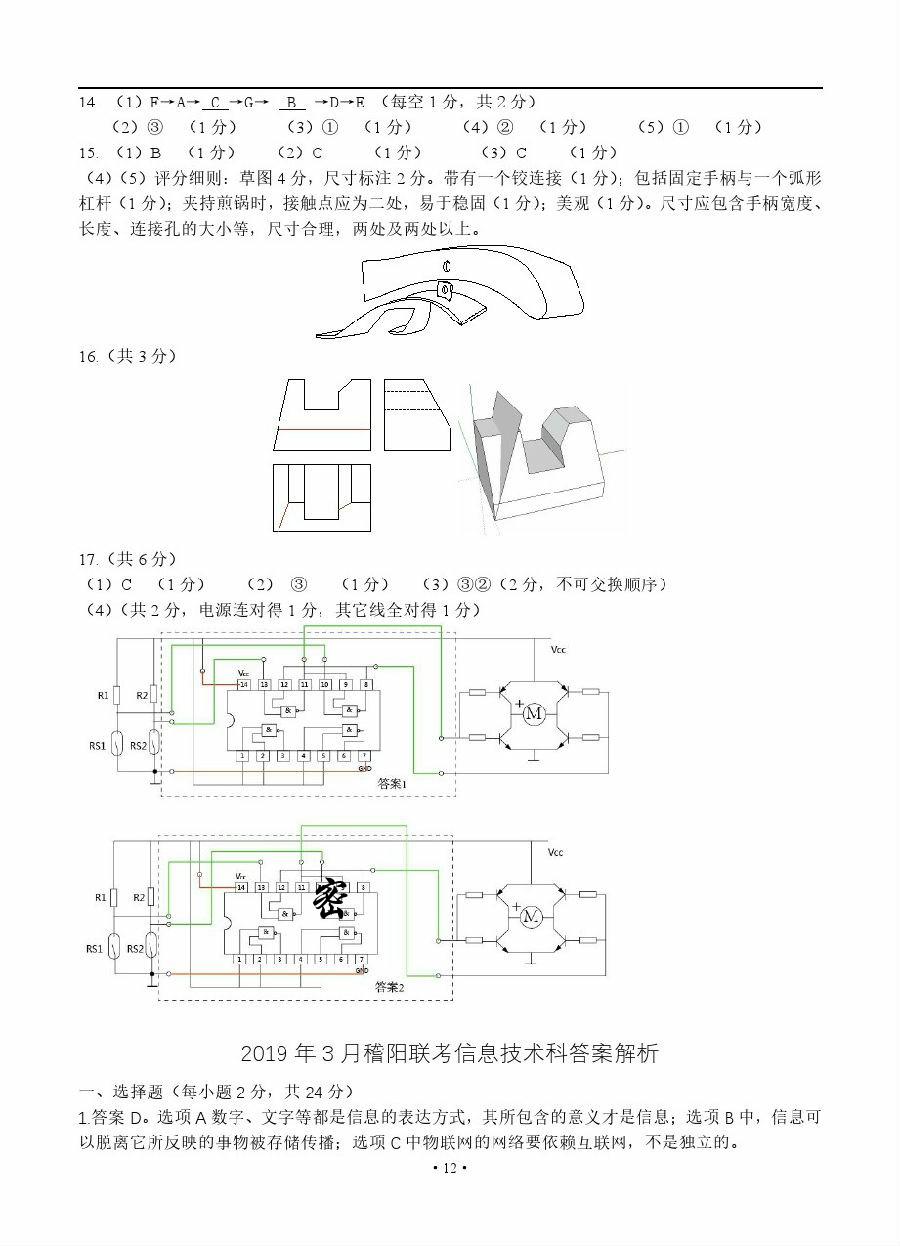 14 （1）F→A→ C →G→ B →D→E （每空1分，共2分）
（2）③ （1分） （3）① （1分） （4）② （1分） （5）① （1分）
15. （1）B （1分） （2）C （1分） （3）C （1分）
（4）（5）评分细则：草图4分，尺寸标注2分。带有一个铰连接（1分）；包括固定手柄与一个弧形
杠杆（1分）；夹持煎锅时，接触点应为二处，易于稳固（1分）；美观（1分）。尺寸应包含手柄宽度、
长度、连接孔的大小等，尺寸合理，两处及两处以上。
C
16.（共3分）
17.（共6分）
（1）C （1分） （2） ③ （1分） （3）③②（2分，不可交换顺序）
（4）（共2分，电源连对得1分；其它线全对得1分）
Vcc
Vcc
R1 R2 14 13 12 11 10 9 8
& &
+ M
& &
RS1 RS2
1 2 3 4 5 6 7
GND
答案1
Vcc
Vcc
R1 R2 14 13 12 11 密 8
& &
+ M
& &
RS1 RS2
1 2 3 4 5 6 7
GND
答案2
2019年3月稽阳联考信息技术科答案解析
一、选择题（每小题2分，共24分）
1.答案 D。选项A数字、文字等都是信息的表达方式，其所包含的意义才是信息；选项B中，信息可
以脱离它所反映的事物被存储传播；选项C中物联网的网络要依赖互联网，不是独立的。
·12·